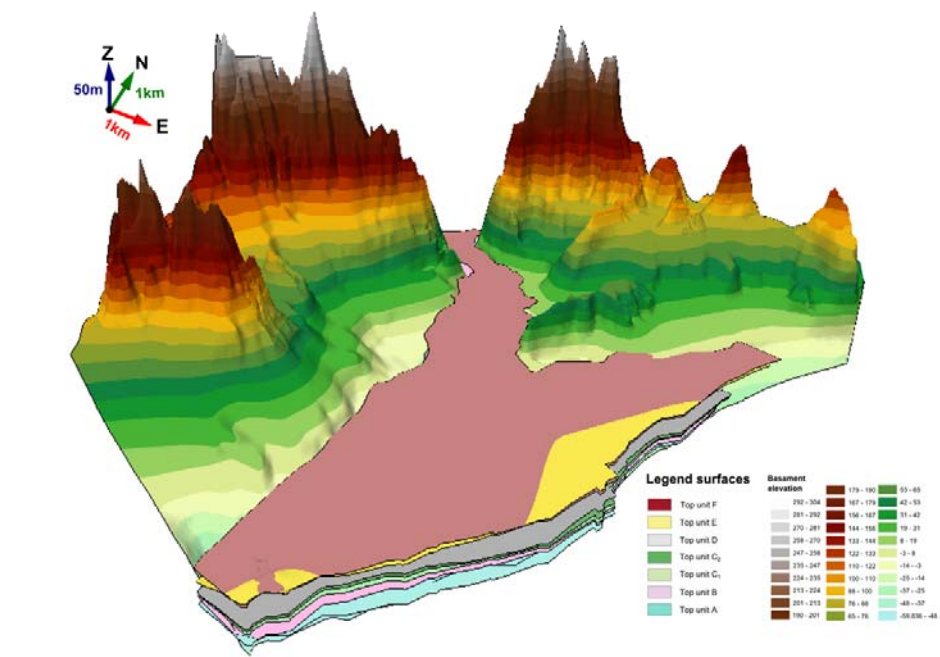 Z
N
50m
1km
1km
E
Legend surfaces
Top unit F
Top unit E
Top unit D
Top unit C2
Top unit C1
Top unit B
Top unit A
Basament
elevation
292 - 304
281 - 292
270 - 281
258 - 270
247 - 258
235 - 247
224 - 235
213 - 224
201 - 213
190 - 201
179 - 190
167 - 179
156 - 167
144 - 156
133 - 144
122 - 133
110 - 122
100 - 110
88 - 100
76 - 88
65 - 76
53 - 65
42 - 53
31 - 42
19 - 31
8 - 19
-3 - 8
-14 - -3
-25 - -14
-37 - -25
-48 - -37